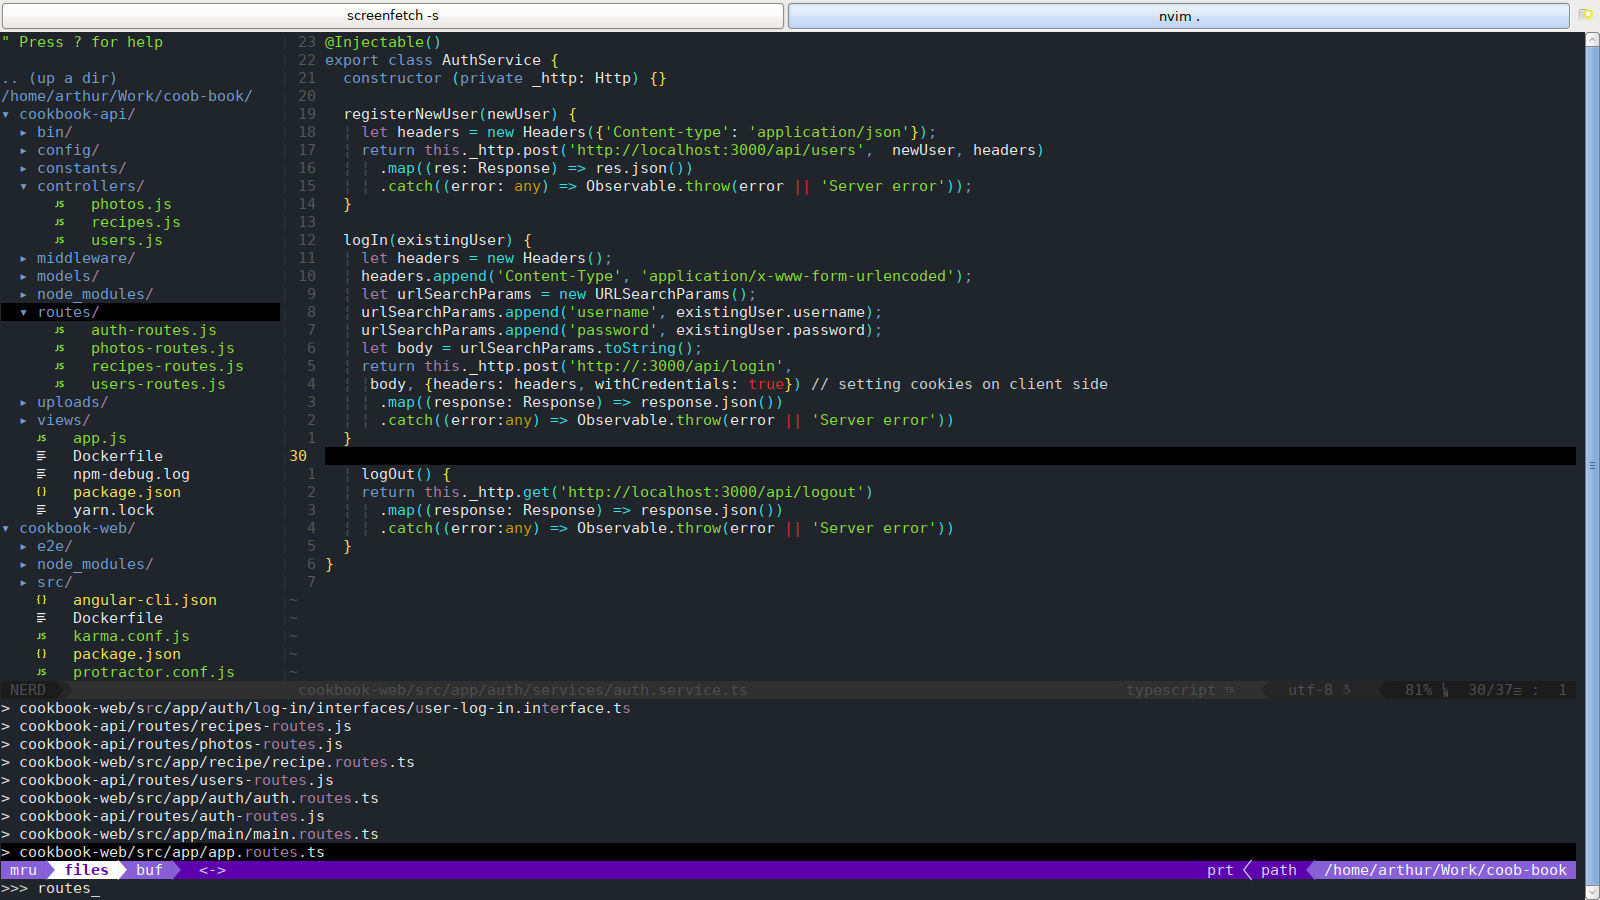 screenfetch -s
nvim .
" Press ? for help
.. (up a dir)
/home/arthur/Work/coob-book/
▾ cookbook-api/
▸ bin/
▸ config/
▸ constants/
▾ controllers/
JS photos.js
JS recipes.js
JS users.js
▸ middleware/
▸ models/
▸ node_modules/
▾ routes/
JS auth-routes.js
JS photos-routes.js
JS recipes-routes.js
JS users-routes.js
▸ uploads/
▸ views/
JS app.js
Dockerfile
npm-debug.log
{} package.json
yarn.lock
▾ cookbook-web/
▸ e2e/
▸ node_modules/
▸ src/
{} angular-cli.json
Dockerfile
JS karma.conf.js
{} package.json
JS protractor.conf.js
23 @Injectable()
22 export class AuthService {
21   constructor (private _http: Http) {}
20
19   registerNewUser(newUser) {
18   ¦ let headers = new Headers({'Content-type': 'application/json'});
17   ¦ return this._http.post('http://localhost:3000/api/users',  newUser, headers)
16   ¦ ¦ .map((res: Response) => res.json())
15   ¦ ¦ .catch((error: any) => Observable.throw(error || 'Server error'));
14   }
13
12   logIn(existingUser) {
11   ¦ let headers = new Headers();
10   ¦ headers.append('Content-Type', 'application/x-www-form-urlencoded');
9   ¦ let urlSearchParams = new URLSearchParams();
8   ¦ urlSearchParams.append('username', existingUser.username);
7   ¦ urlSearchParams.append('password', existingUser.password);
6   ¦ let body = urlSearchParams.toString();
5   ¦ return this._http.post('http://:3000/api/login',
4   ¦ ¦body, {headers: headers, withCredentials: true}) // setting cookies on client side
3   ¦ ¦ .map((response: Response) => response.json())
2   ¦ ¦ .catch((error:any) => Observable.throw(error || 'Server error'))
1   }
30
1   ¦ logOut() {
2   ¦ return this._http.get('http://localhost:3000/api/logout')
3   ¦ ¦ .map((response: Response) => response.json())
4   ¦ ¦ .catch((error:any) => Observable.throw(error || 'Server error'))
5   }
6 }
7
~
~
~
~
~
NERD cookbook-web/src/app/auth/services/auth.service.ts typescript TS utf-8 81% 30/37≡ : 1
> cookbook-web/src/app/auth/log-in/interfaces/user-log-in.interface.ts
> cookbook-api/routes/recipes-routes.js
> cookbook-api/routes/photos-routes.js
> cookbook-web/src/app/recipe/recipe.routes.ts
> cookbook-api/routes/users-routes.js
> cookbook-web/src/app/auth/auth.routes.ts
> cookbook-api/routes/auth-routes.js
> cookbook-web/src/app/main/main.routes.ts
> cookbook-web/src/app/app.routes.ts
mru files buf <-> prt path /home/arthur/Work/coob-book
>>> routes_